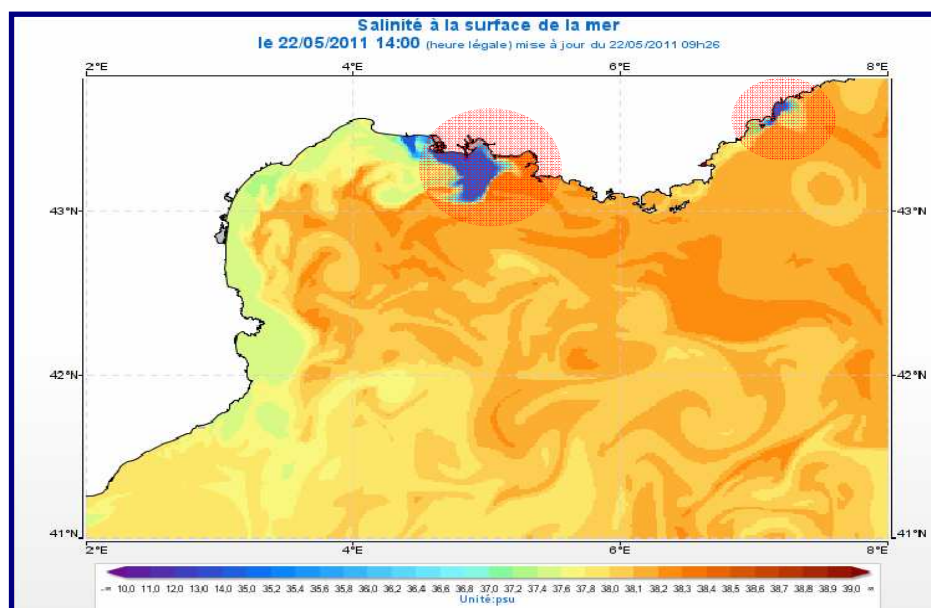 Salinité à la surface de la mer
le 22/05/2011 14:00 (heure légale) mise à jour du 22/05/2011 09h26
2°E 4°E 6°E 8°E
43°N 43°N
42°N 42°N
41°N 41°N
2°E 4°E 6°E 8°E
-∞ 10,0 11,0 12,0 13,0 14,0 35,0 35,2 35,4 35,6 35,8 36,0 36,2 36,4 36,6 36,8 37,0 37,2 37,4 37,6 37,8 38,0 38,1 38,2 38,3 38,4 38,5 38,6 38,7 38,8 38,9 39,0 ∞
Unité:psu